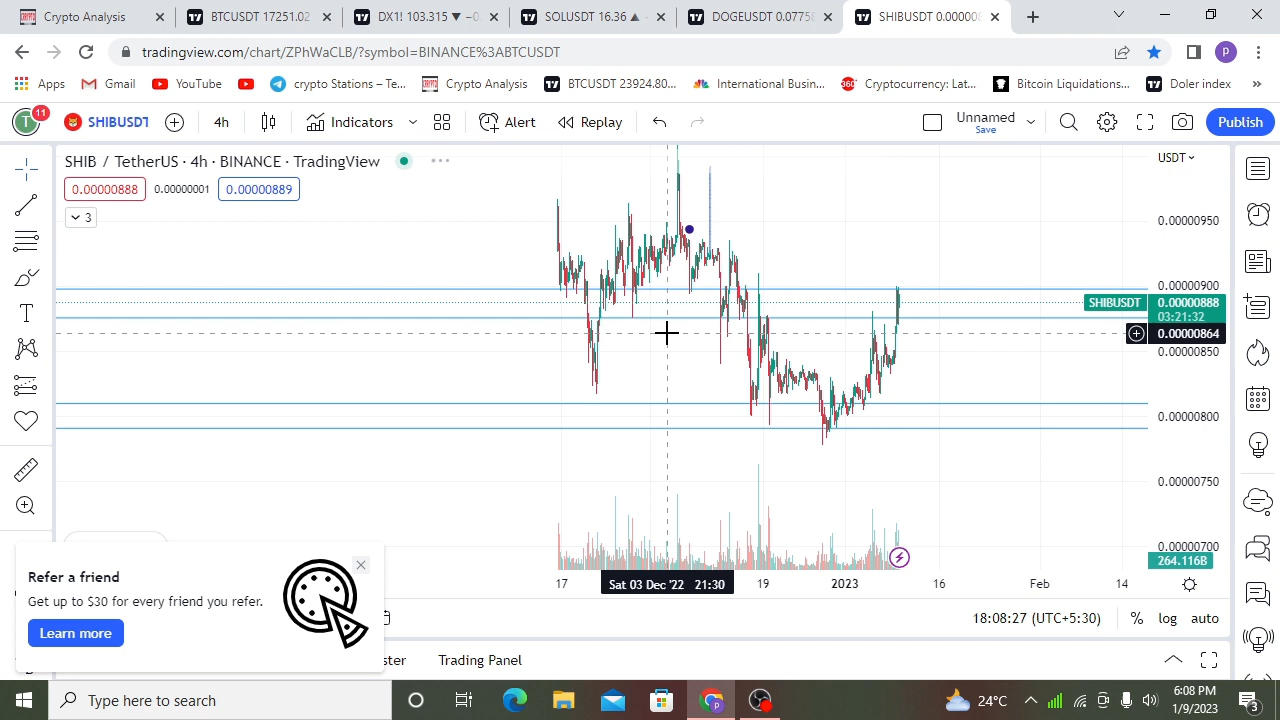 Crypto Analysis
BTCUSDT 17251.02
DX1! 103.315 ▼ −0.
SOLUSDT 16.36 ▲
DOGEUSDT 0.0775
SHIBUSDT 0.00000
tradingview.com/chart/ZPhWaCLB/?symbol=BINANCE%3ABTCUSDT
P
Apps
Gmail
YouTube
crypto Stations – Te...
Crypto Analysis
BTCUSDT 23924.80...
International Busin...
Cryptocurrency: Lat...
Bitcoin Liquidations...
Doler index
»
T
11
SHIBUSDT
4h
Indicators
Alert
Replay
Unnamed
Save
Publish
SHIB / TetherUS · 4h · BINANCE · TradingView
USDT
0.00000888
0.00000001
0.00000889
3
0.00000950
0.00000900
SHIBUSDT
0.00000888
03:21:32
0.00000864
0.00000850
0.00000800
0.00000750
0.00000700
264.116B
17
Sat 03 Dec '22 21:30
19
2023
16
Feb
14
Refer a friend
Get up to $30 for every friend you refer.
Learn more
18:08:27 (UTC+5:30)
%
log
auto
ster
Trading Panel
Type here to search
24°C
6:08 PM
1/9/2023
3